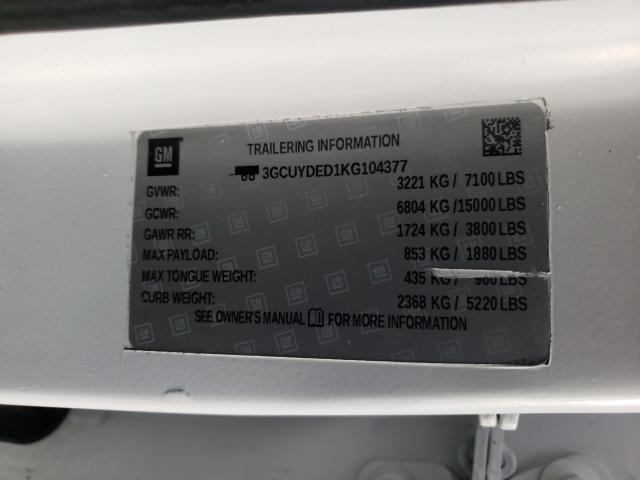 GM
TRAILERING INFORMATION
3GCUYDED1KG104377
GVWR: 3221 KG / 7100 LBS
GCWR: 6804 KG /15000 LBS
GAWR RR: 1724 KG / 3800 LBS
MAX PAYLOAD: 853 KG / 1880 LBS
MAX TONGUE WEIGHT: 435 KG / 960 LBS
CURB WEIGHT: 2368 KG / 5220 LBS
SEE OWNER'S MANUAL FOR MORE INFORMATION